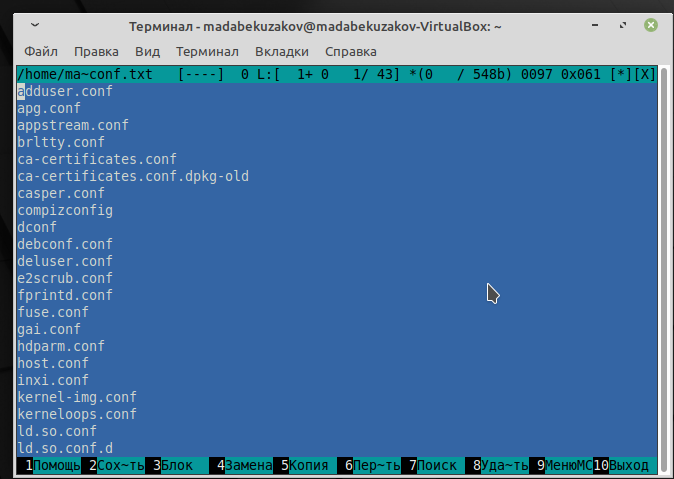 Терминал - madabekuzakov@madabekuzakov-VirtualBox: ~
Файл Правка Вид Терминал Вкладки Справка
/home/ma~conf.txt [----] 0 L:[ 1+ 0 1/ 43] *(0 / 548b) 0097 0x061 [*][X]
adduser.conf
apg.conf
appstream.conf
brltty.conf
ca-certificates.conf
ca-certificates.conf.dpkg-old
casper.conf
compizconfig
dconf
debconf.conf
deluser.conf
e2scrub.conf
fprintd.conf
fuse.conf
gai.conf
hdparm.conf
host.conf
inxi.conf
kernel-img.conf
kerneloops.conf
ld.so.conf
ld.so.conf.d
1Помощь 2Сох~ть 3Блок 4Замена 5Копия 6Пер~ть 7Поиск 8Уда~ть 9МенюMC 10Выход